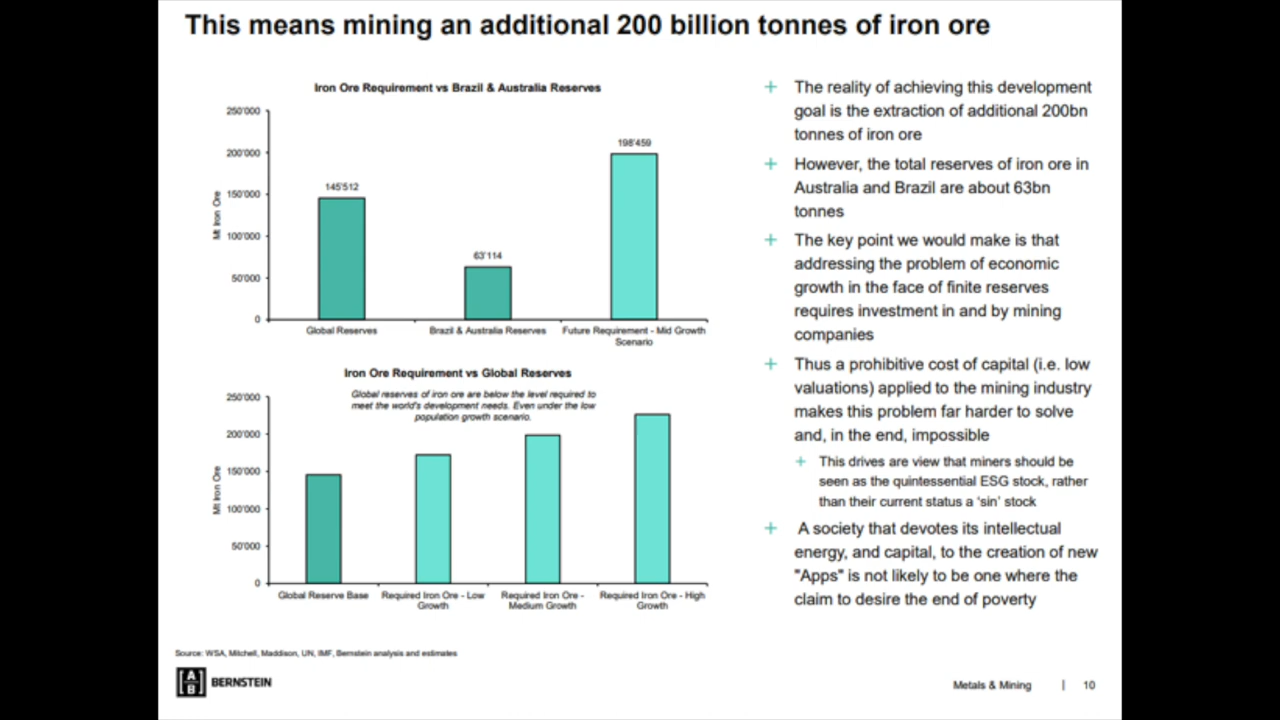 This means mining an additional 200 billion tonnes of iron ore
Iron Ore Requirement vs Brazil & Australia Reserves
250'000
200'000
150'000
100'000
50'000
0
Mt Iron Ore
145'512
63'114
198'459
Global Reserves
Brazil & Australia Reserves
Future Requirement - Mid Growth
Scenario
Iron Ore Requirement vs Global Reserves
Global reserves of iron ore are below the level required to
meet the world's development needs. Even under the low
population growth scenario.
250'000
200'000
150'000
100'000
50'000
0
Mt Iron Ore
Global Reserve Base
Required Iron Ore - Low
Growth
Required Iron Ore -
Medium Growth
Required Iron Ore - High
Growth
+ The reality of achieving this development
goal is the extraction of additional 200bn
tonnes of iron ore
+ However, the total reserves of iron ore in
Australia and Brazil are about 63bn
tonnes
+ The key point we would make is that
addressing the problem of economic
growth in the face of finite reserves
requires investment in and by mining
companies
+ Thus a prohibitive cost of capital (i.e. low
valuations) applied to the mining industry
makes this problem far harder to solve
and, in the end, impossible
+ This drives are view that miners should be
seen as the quintessential ESG stock, rather
than their current status a 'sin' stock
+ A society that devotes its intellectual
energy, and capital, to the creation of new
"Apps" is not likely to be one where the
claim to desire the end of poverty
Source: WSA, Mitchell, Maddison, UN, IMF, Bernstein analysis and estimates
[A B] BERNSTEIN
Metals & Mining | 10